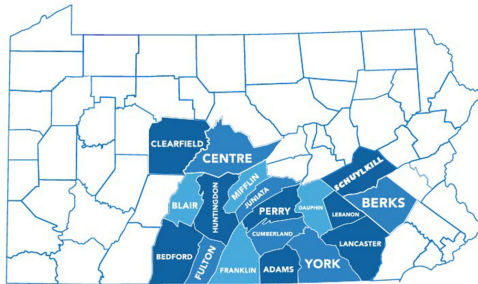 CLEARFIELD
CENTRE
SCHUYLKILL
MIFFLIN
BLAIR
HUNTINGDON
JUNIATA
PERRY
DAUPHIN
LEBANON
BERKS
CUMBERLAND
LANCASTER
BEDFORD
FULTON
FRANKLIN
ADAMS
YORK